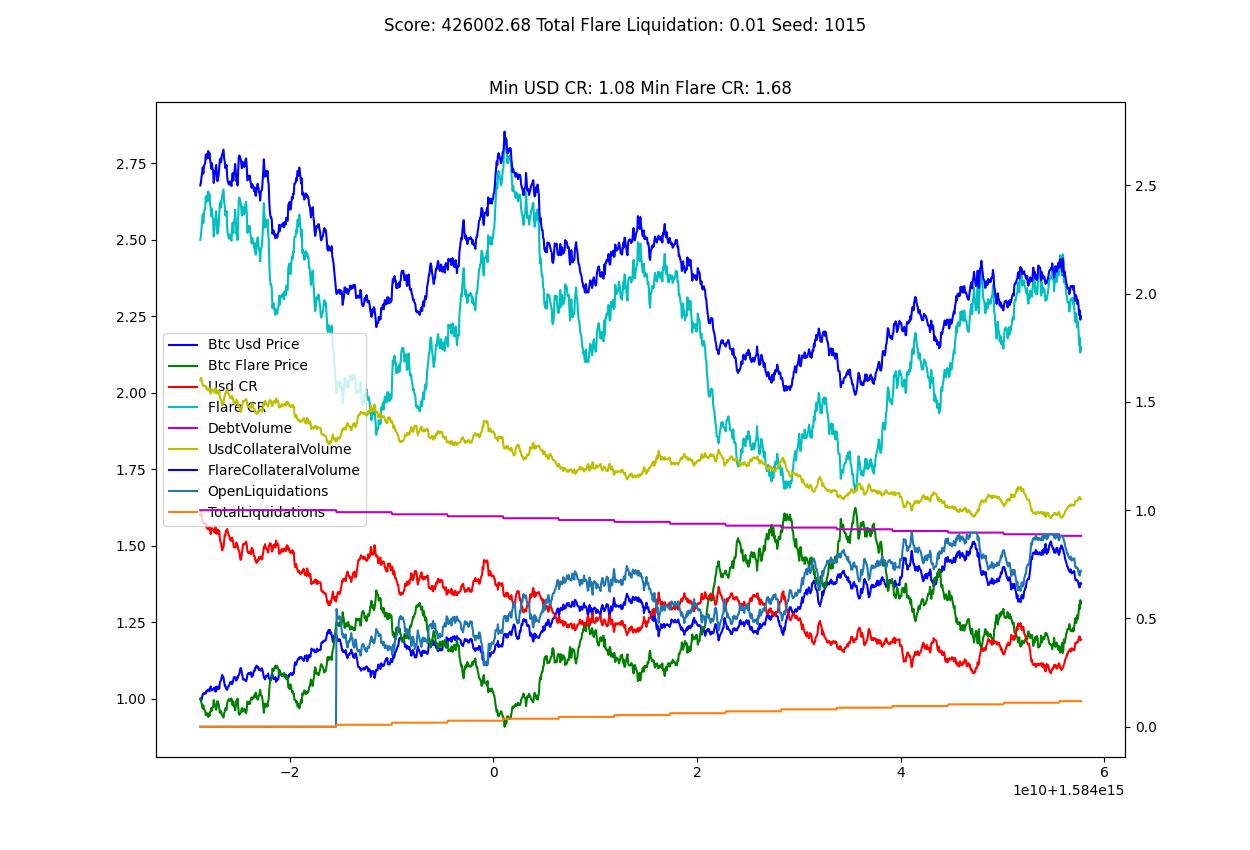 Score: 426002.68 Total Flare Liquidation: 0.01 Seed: 1015
Min USD CR: 1.08 Min Flare CR: 1.68
2.75
2.50
2.25
2.00
1.75
1.50
1.25
1.00
2.5
2.0
1.5
1.0
0.5
0.0
Btc Usd Price
Btc Flare Price
Usd CR
Flare CR
DebtVolume
UsdCollateralVolume
FlareCollateralVolume
OpenLiquidations
TotalLiquidations
−2 0 2 4 6
1e10+1.584e15